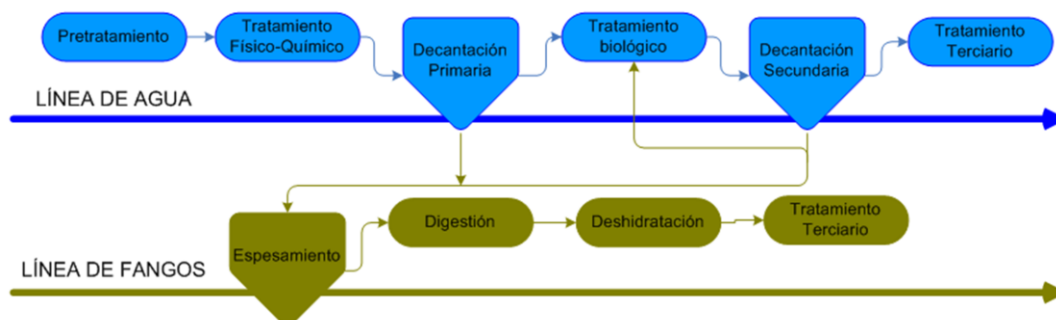 Pretratamiento
Tratamiento
Físico-Químico
Decantación
Primaria
Tratamiento
biológico
Decantación
Secundaria
Tratamiento
Terciario
LÍNEA DE AGUA
Espesamiento
Digestión
Deshidratación
Tratamiento
Terciario
LÍNEA DE FANGOS